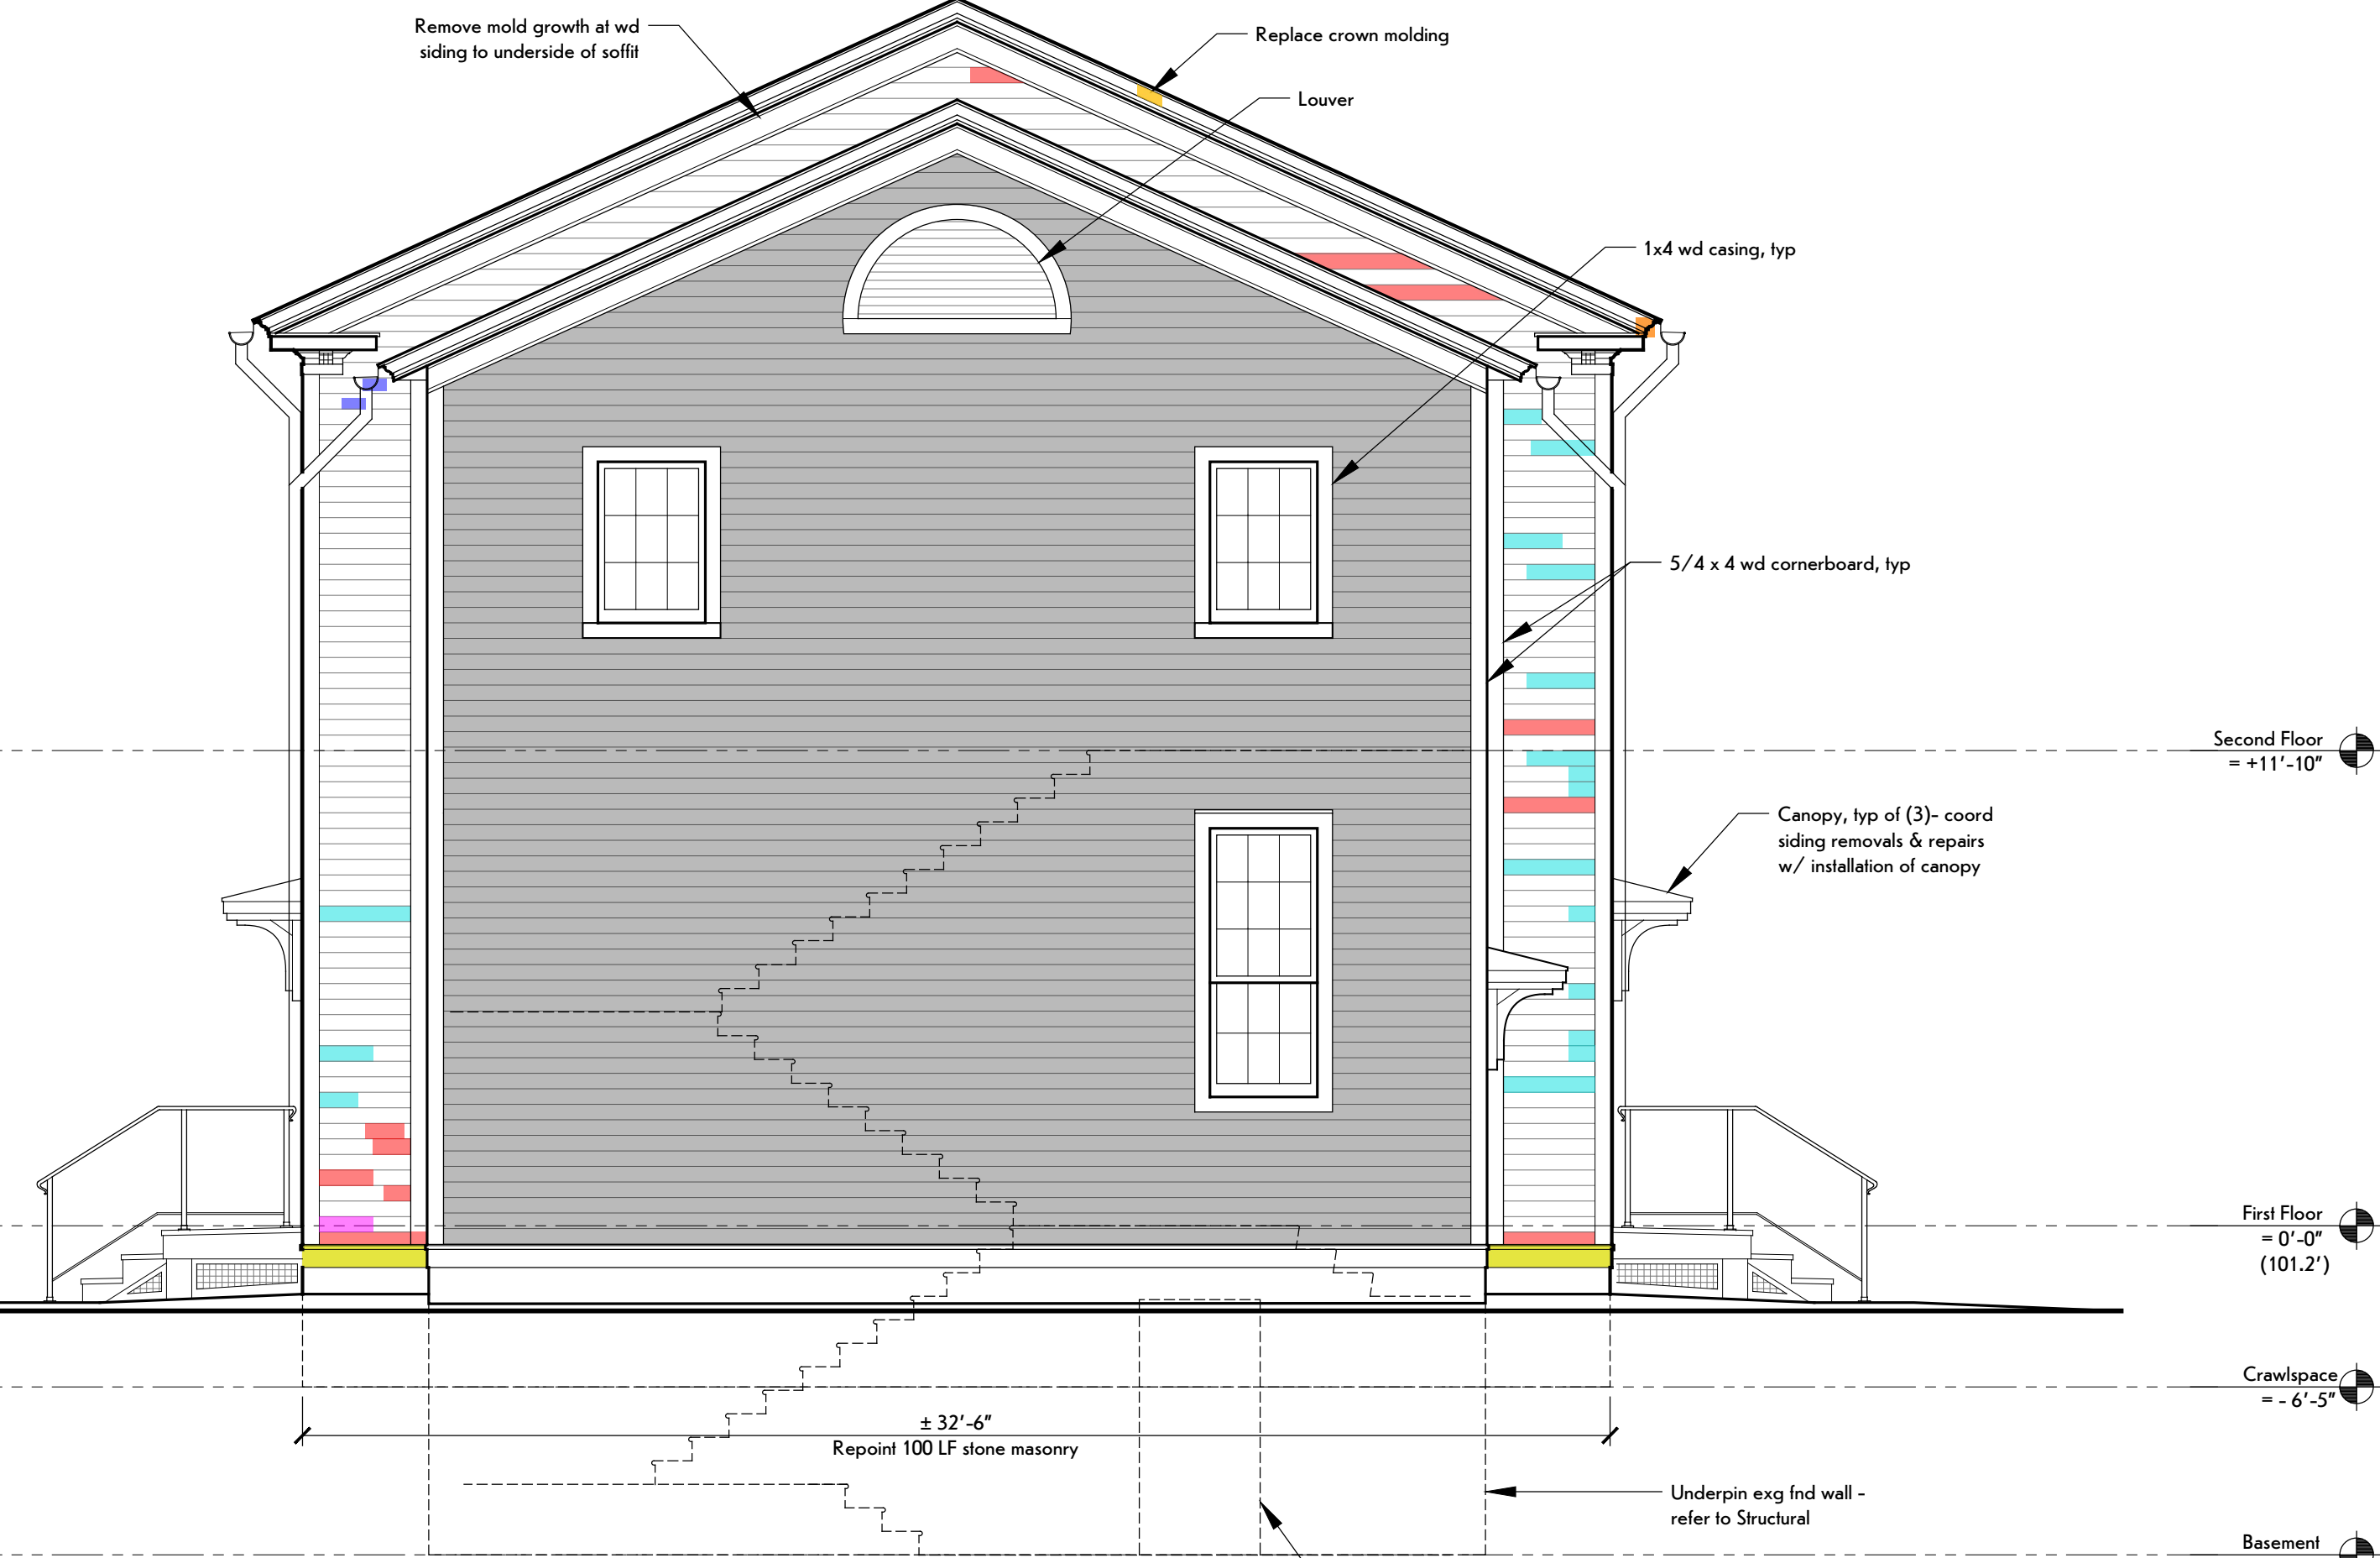 Remove mold growth at wd
siding to underside of soffit
Replace crown molding
Louver
1x4 wd casing, typ
5/4 x 4 wd cornerboard, typ
Second Floor
= +11'-10"
Canopy, typ of (3)- coord
siding removals & repairs
w/ installation of canopy
First Floor
= 0'-0"
(101.2')
Crawlspace
= - 6'-5"
± 32'-6"
Repoint 100 LF stone masonry
Underpin exg fnd wall -
refer to Structural
Basement